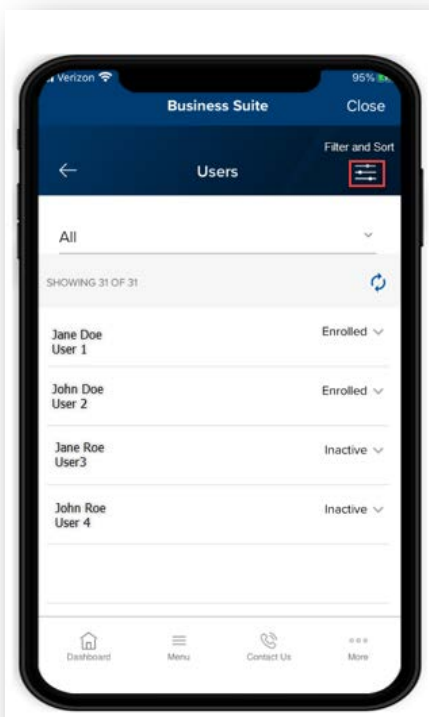 Verizon 95%
Business Suite Close
Filter and Sort
Users
All
SHOWING 31 OF 31
Jane Doe Enrolled
User 1
John Doe Enrolled
User 2
Jane Roe Inactive
User3
John Roe Inactive
User 4
Dashboard Menu Contact Us More